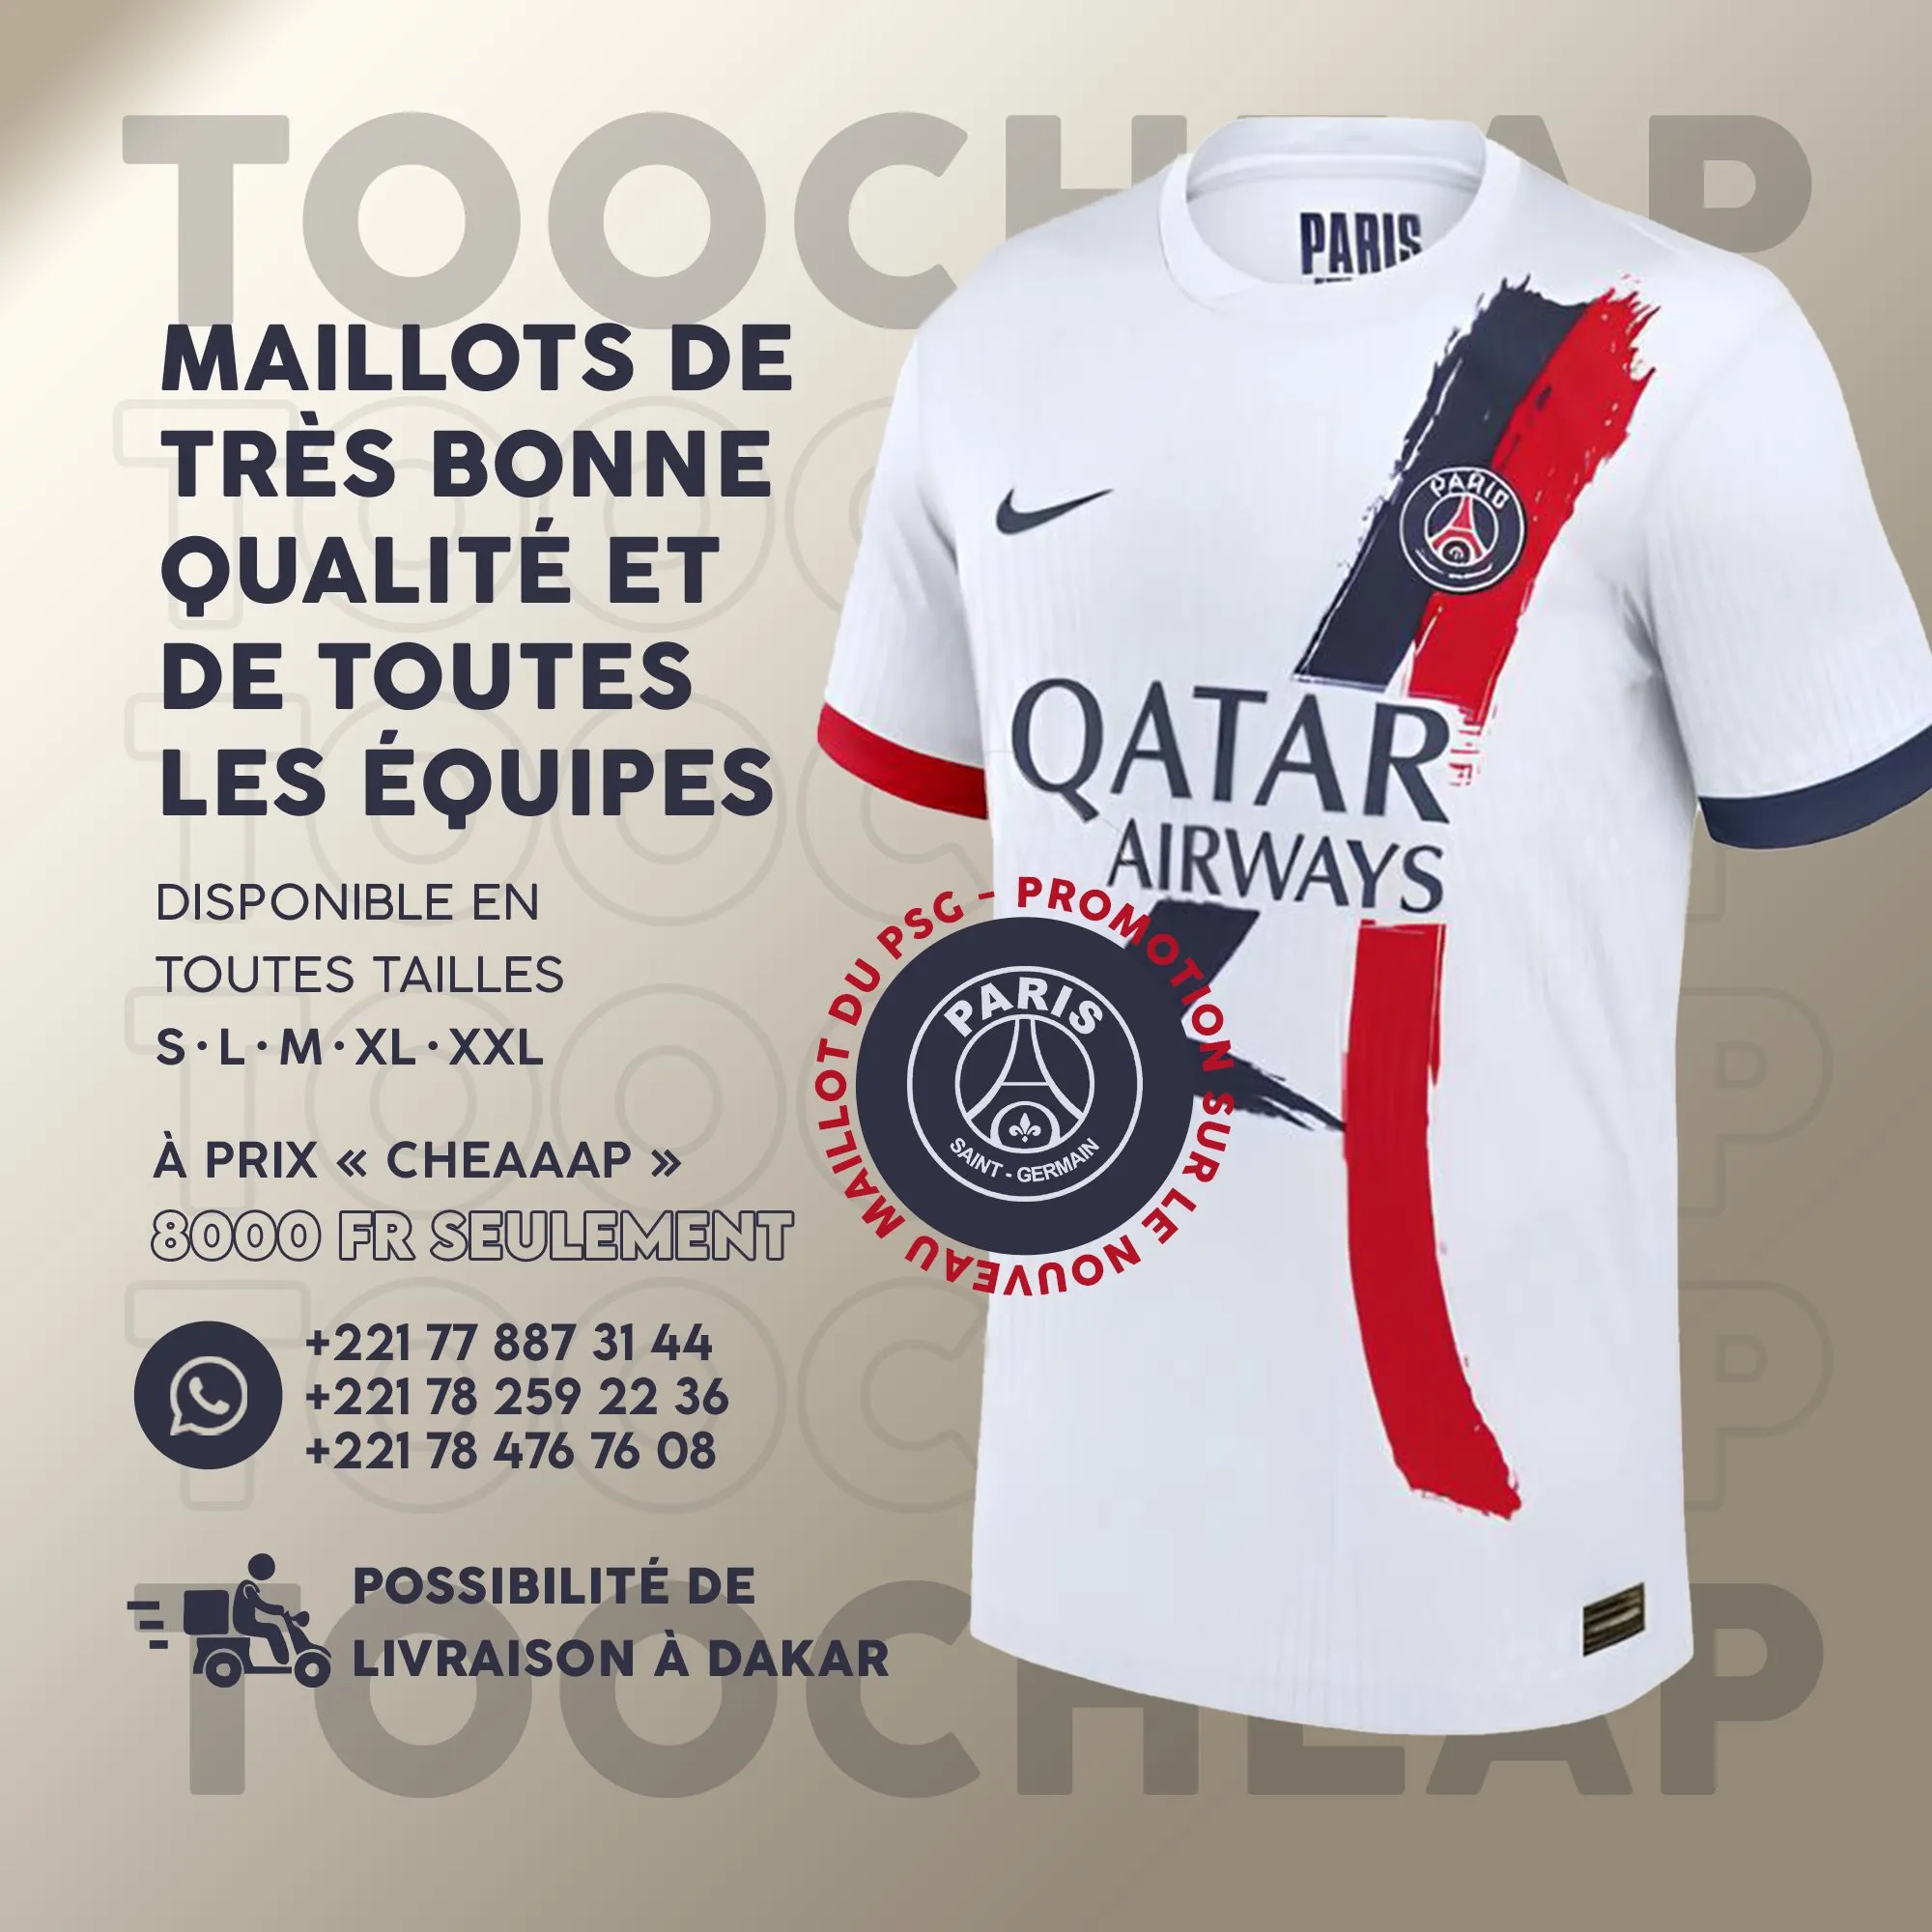 TOOCHEAP
MAILLOTS DE
TRÈS BONNE
QUALITÉ ET
DE TOUTES
LES ÉQUIPES
DISPONIBLE EN
TOUTES TAILLES
S·L·M·XL·XXL
À PRIX « CHEAAAP »
8000 FR SEULEMENT
+221 77 887 31 44
+221 78 259 22 36
+221 78 476 76 08
POSSIBILITÉ DE
LIVRAISON À DAKAR
PARIS
PARIS
QATAR
AIRWAYS
PROMOTION SUR LE NOUVEAU MAILLOT DU PSG -
PARIS
SAINT - GERMAIN
TOOCHEAP